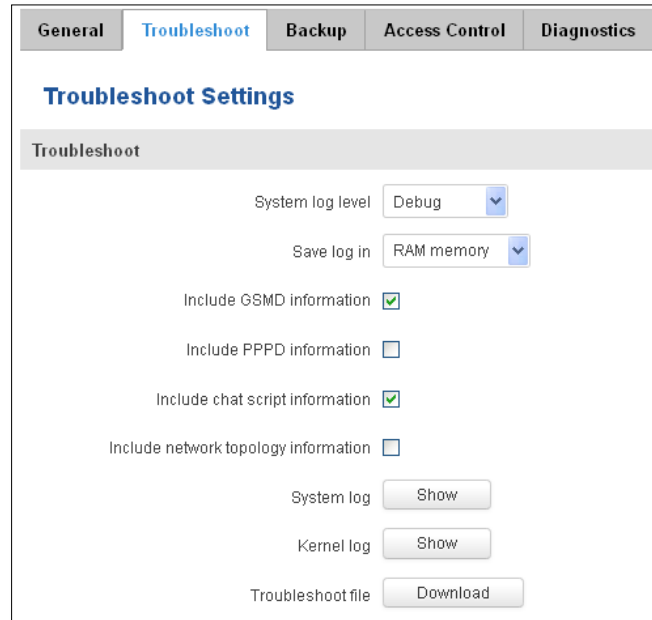 General Troubleshoot Backup Access Control Diagnostics
Troubleshoot Settings
Troubleshoot
System log level Debug
Save log in RAM memory
Include GSMD information
Include PPPD information
Include chat script information
Include network topology information
System log Show
Kernel log Show
Troubleshoot file Download